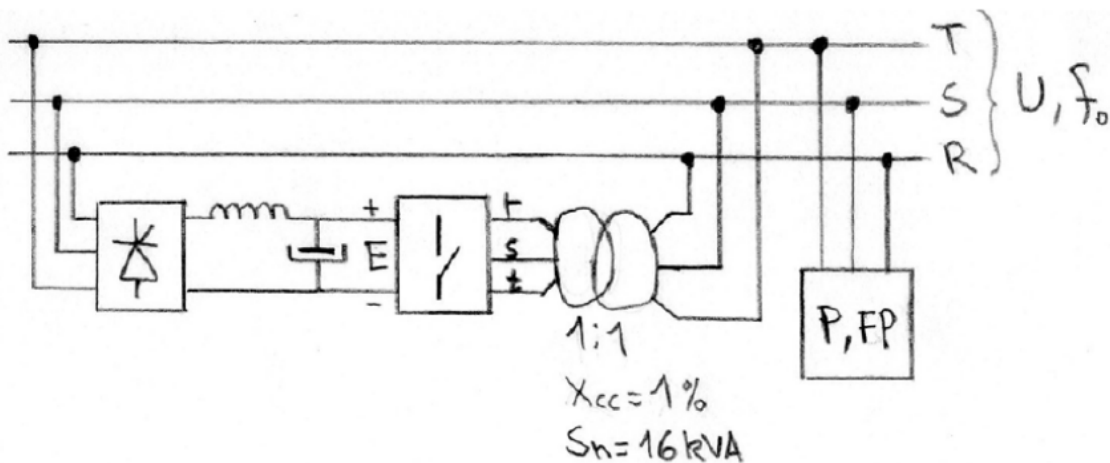 T
S
R
U, f₀
+
E
-
r
s
t
1:1
Xcc = 1%
Sn = 16 kVA
P, FP